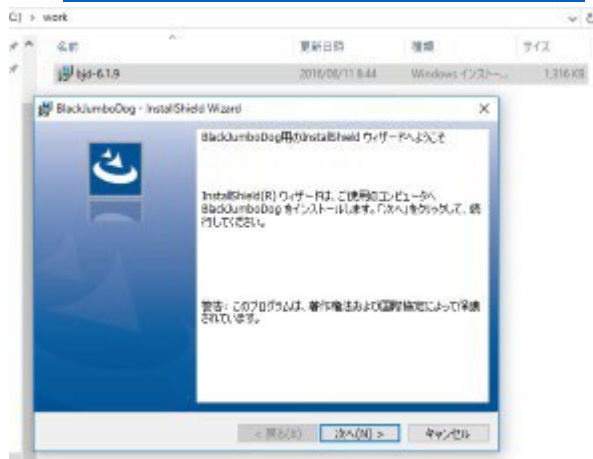 work
名前 更新日時 種類 サイズ
bjd-6.1.9 2016/08/11 8:44 Windows インストー... 1,316 KB
BlackJumboDog - InstallShield Wizard
BlackJumboDog用のInstallShield ウィザードへようこそ
InstallShield(R) ウィザードは、ご使用のコンピュータへ
BlackJumboDog をインストールします。「次へ」をクリックして、続
行してください。
警告: このプログラムは、著作権法および国際協定によって保護
されています。
< 戻る(B) 次へ(N) > キャンセル